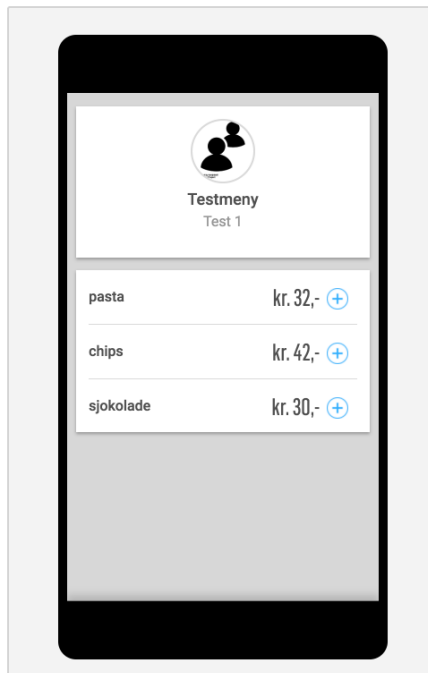 Testmeny
Test 1
pasta kr. 32,-
chips kr. 42,-
sjokolade kr. 30,-